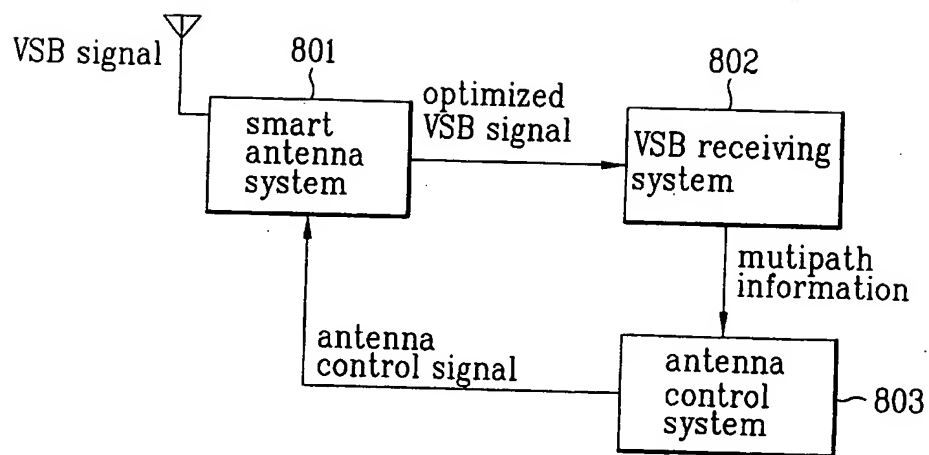 VSB signal
801
smart
antenna
system
optimized
VSB signal
802
VSB receiving
system
mutipath
information
antenna
control signal
antenna
control
system
803